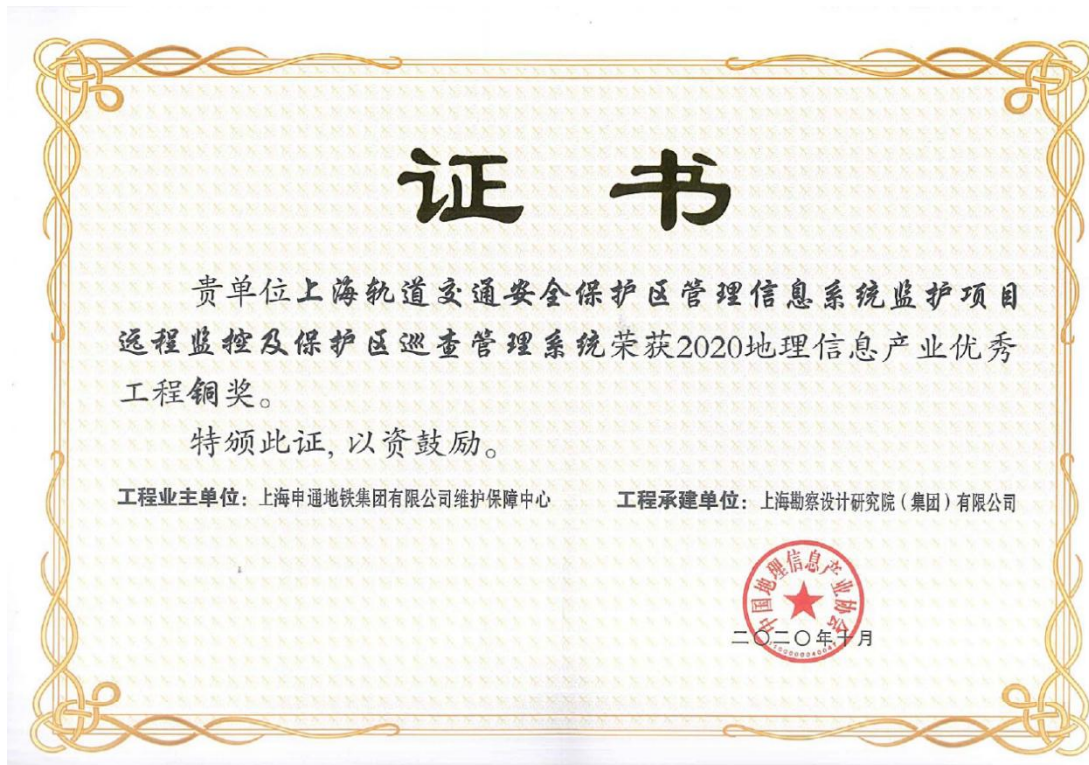 证 书
贵单位上海轨道交通安全保护区管理信息系统监护项目
远程监控及保护区巡查管理系统荣获2020地理信息产业优秀
工程铜奖。
特颁此证,以资鼓励。
工程业主单位：上海申通地铁集团有限公司维护保障中心 工程承建单位：上海勘察设计研究院（集团）有限公司
中国地理信息产业协会
二〇二〇年十月